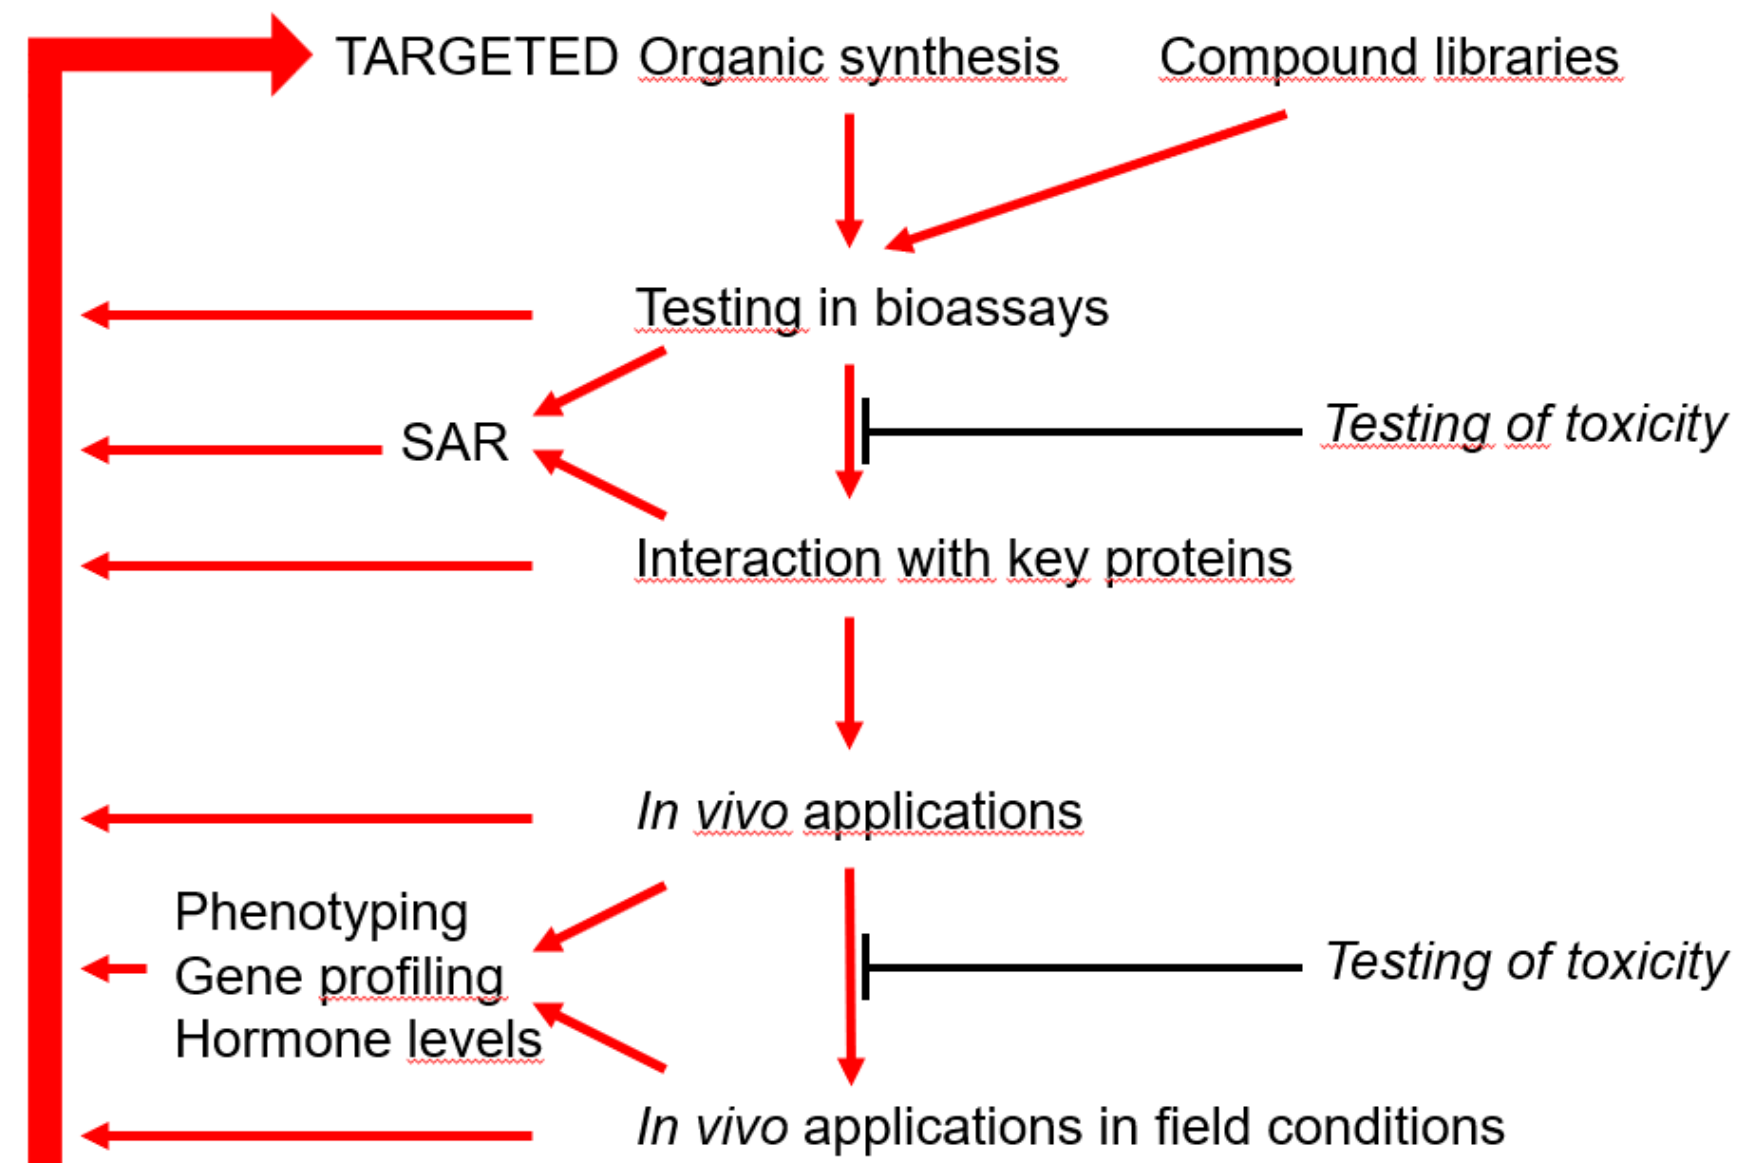 TARGETED Organic synthesis
Compound libraries
Testing in bioassays
Testing of toxicity
SAR
Interaction with key proteins
In vivo applications
Phenotyping
Gene profiling
Testing of toxicity
Hormone levels
In vivo applications in field conditions